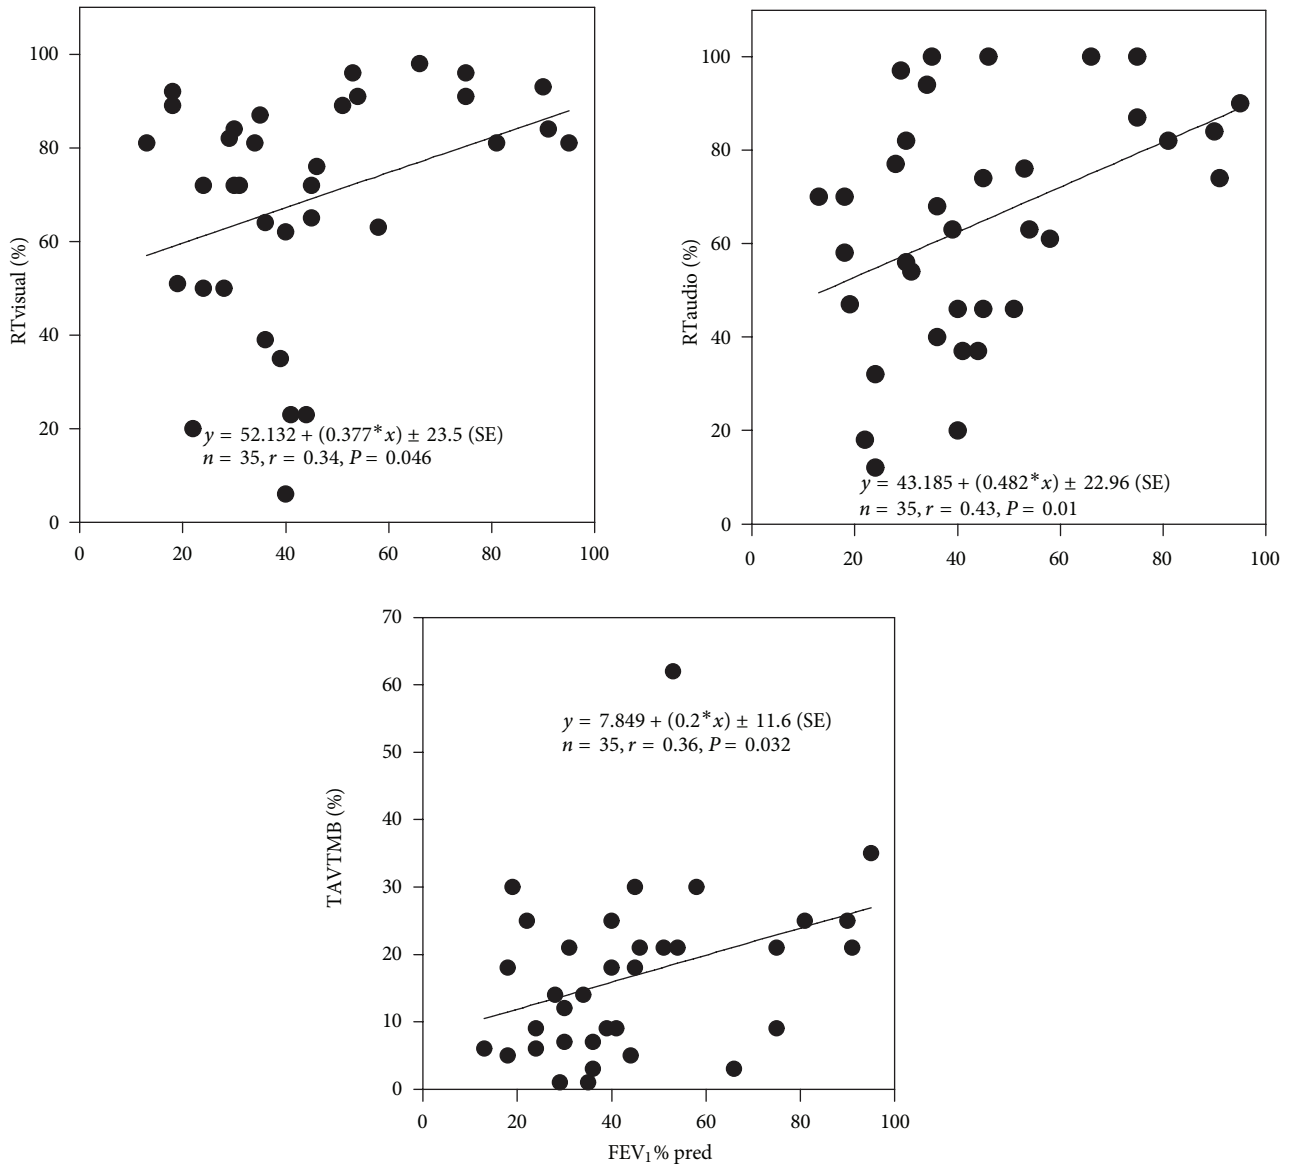 100
80
60
40
20
0
RTvisual (%)
y = 52.132 + (0.377*x) ± 23.5 (SE)
n = 35, r = 0.34, P = 0.046
0 20 40 60 80 100
100
80
60
40
20
0
RTaudio (%)
y = 43.185 + (0.482*x) ± 22.96 (SE)
n = 35, r = 0.43, P = 0.01
0 20 40 60 80 100
70
60
50
40
30
20
10
0
TAVTMB (%)
y = 7.849 + (0.2*x) ± 11.6 (SE)
n = 35, r = 0.36, P = 0.032
0 20 40 60 80 100
FEV₁% pred